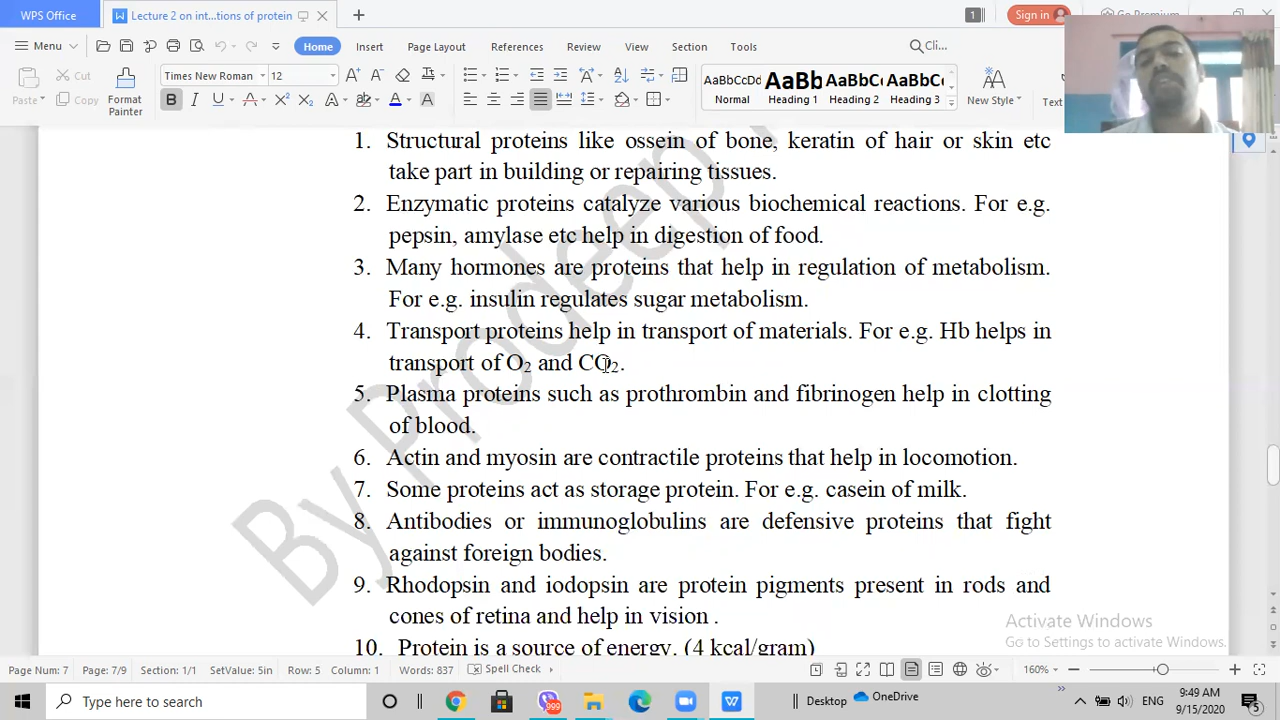 WPS Office
Lecture 2 on int...tions of protein
1
Sign in
Go Premium
Menu
Home
Insert
Page Layout
References
Review
View
Section
Tools
Cli...
Paste
Cut
Copy
Format
Painter
Times New Roman
12
AaBbCcDd
AaBb
AaBbC
AaBbC
Normal
Heading 1
Heading 2
Heading 3
New Style
Text
By Prodeep
1. Structural proteins like ossein of bone, keratin of hair or skin etc
take part in building or repairing tissues.
2. Enzymatic proteins catalyze various biochemical reactions. For e.g.
pepsin, amylase etc help in digestion of food.
3. Many hormones are proteins that help in regulation of metabolism.
For e.g. insulin regulates sugar metabolism.
4. Transport proteins help in transport of materials. For e.g. Hb helps in
transport of O₂ and CO₂.
5. Plasma proteins such as prothrombin and fibrinogen help in clotting
of blood.
6. Actin and myosin are contractile proteins that help in locomotion.
7. Some proteins act as storage protein. For e.g. casein of milk.
8. Antibodies or immunoglobulins are defensive proteins that fight
against foreign bodies.
9. Rhodopsin and iodopsin are protein pigments present in rods and
cones of retina and help in vision .
10. Protein is a source of energy. (4 kcal/gram)
Activate Windows
Go to Settings to activate Windows.
Page Num: 7
Page: 7/9
Section: 1/1
SetValue: 5in
Row: 5
Column: 1
Words: 837
Spell Check
160%
Type here to search
999
Desktop
OneDrive
ENG
9:49 AM
9/15/2020
5